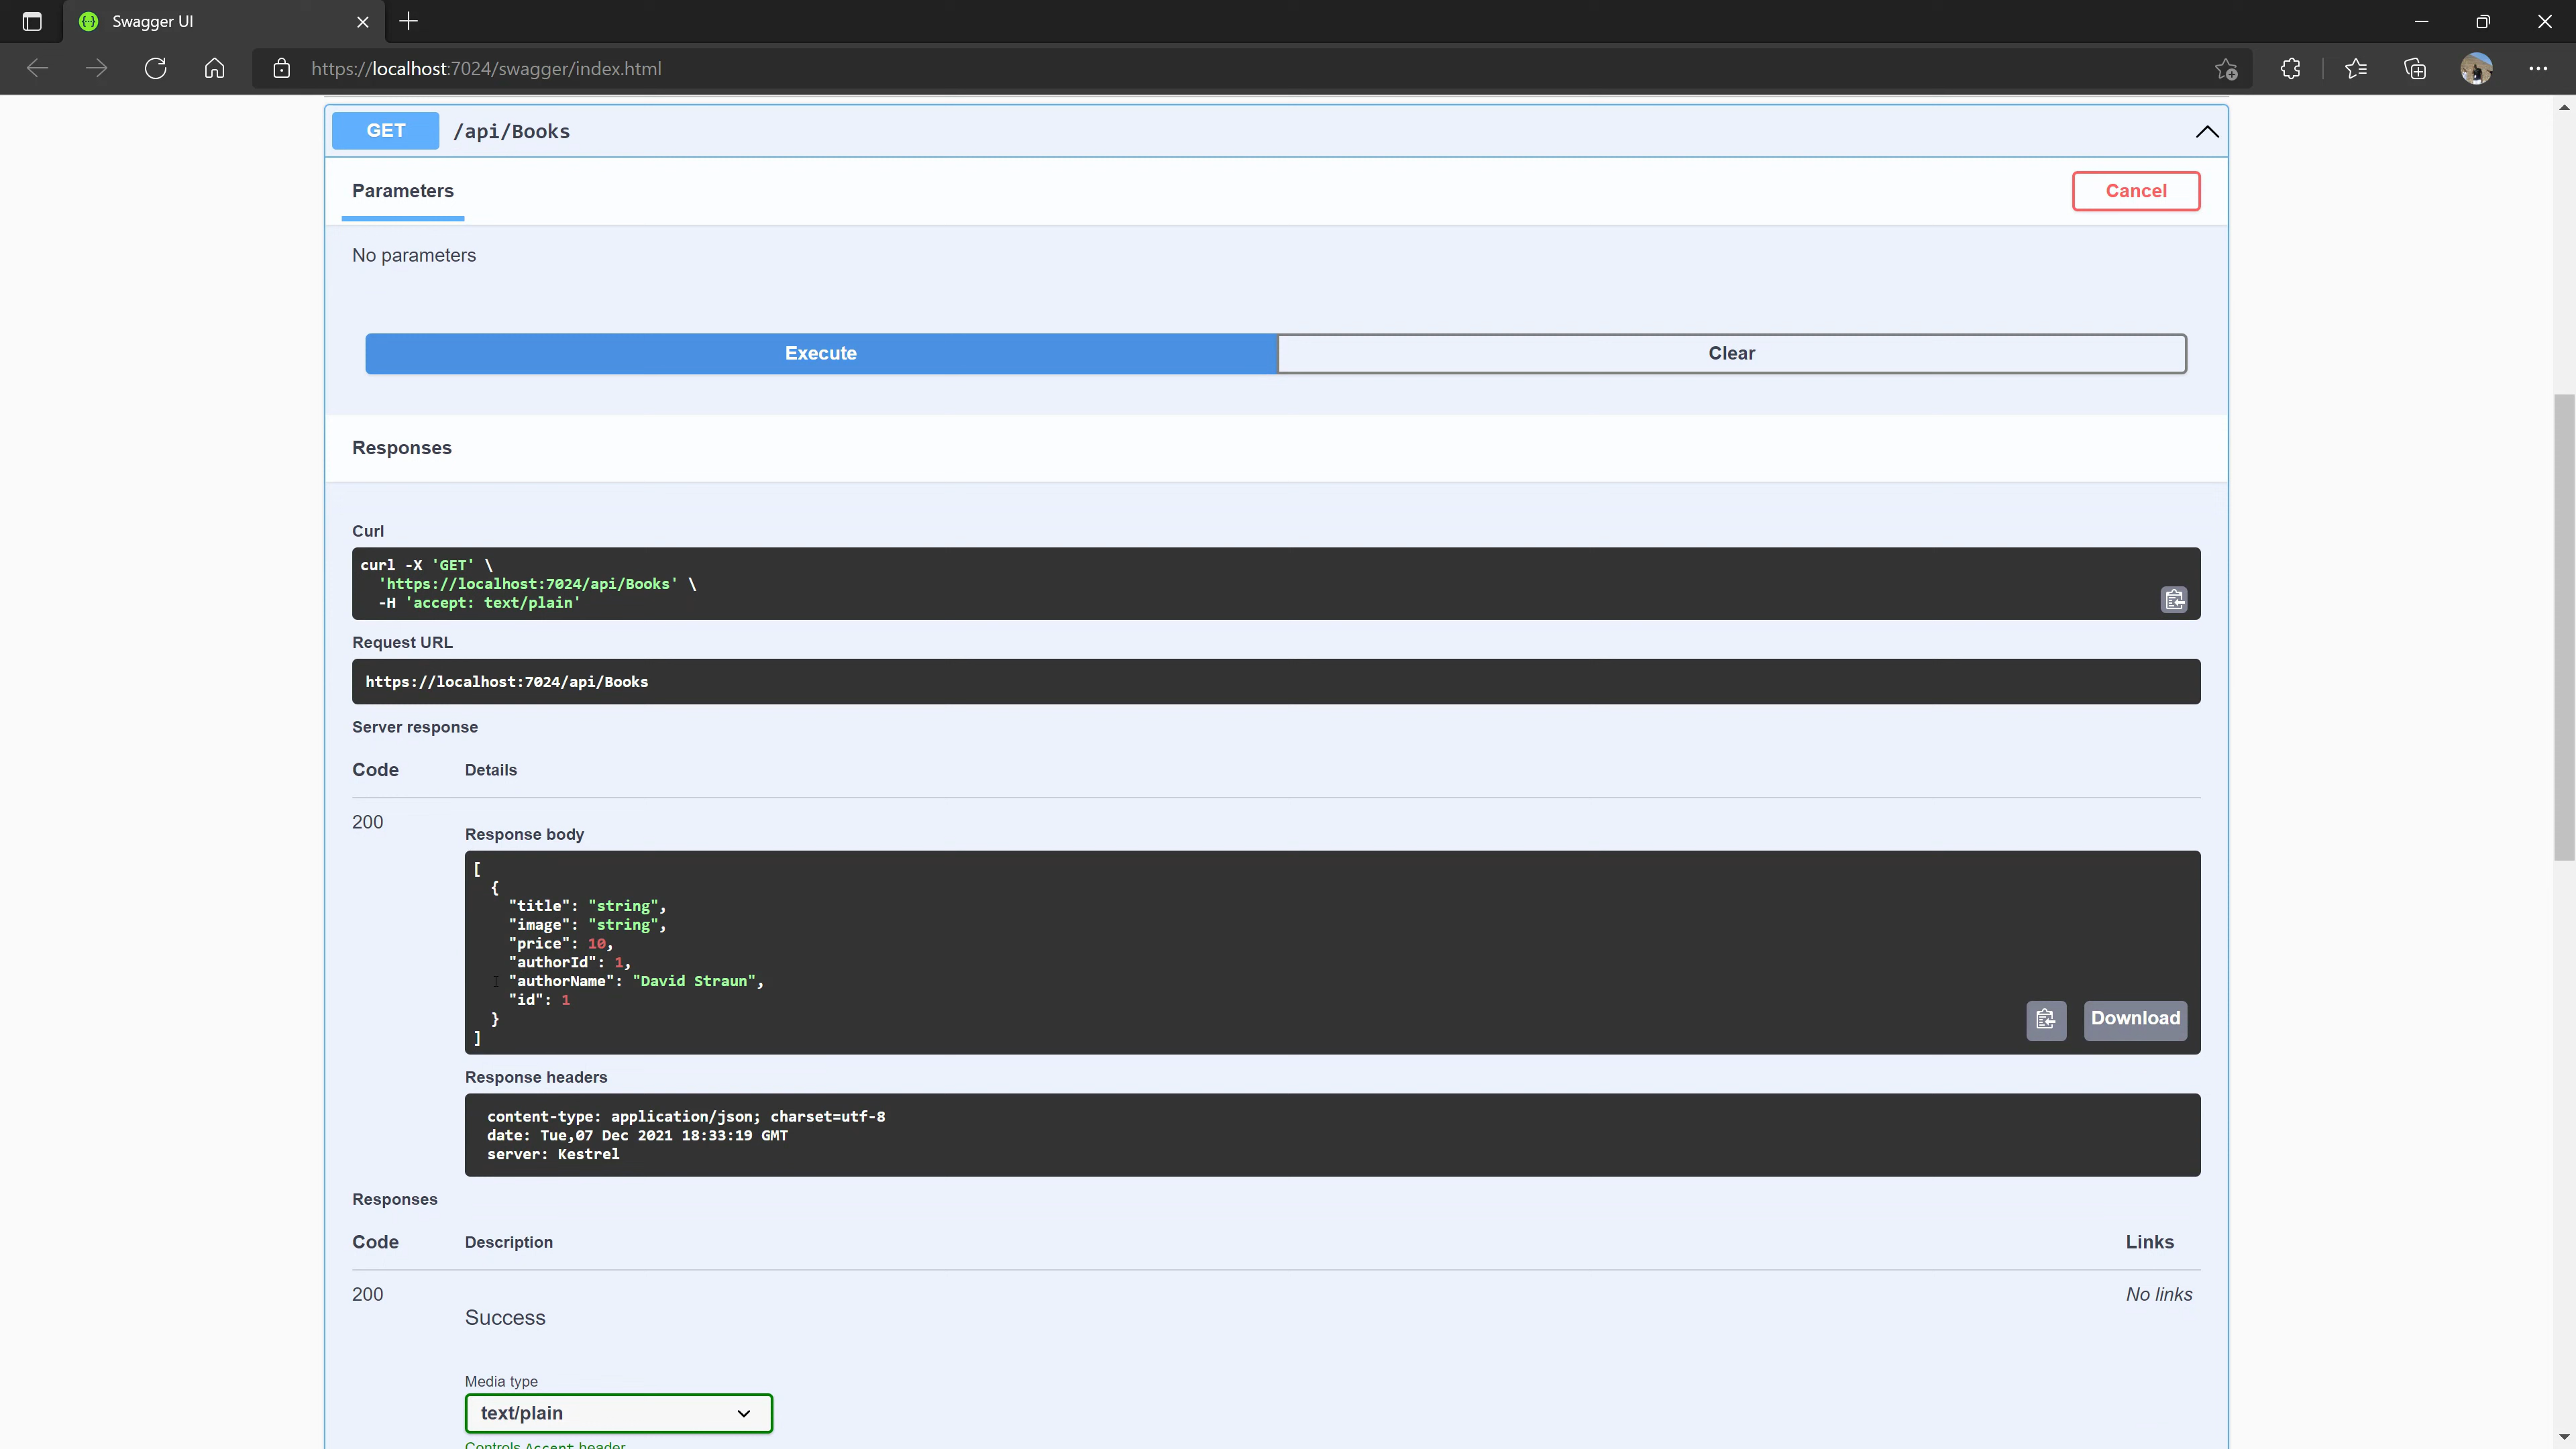 Swagger UI
https://localhost:7024/swagger/index.html
GET /api/Books
Parameters
Cancel
No parameters
Execute
Clear
Responses
Curl
curl -X 'GET' \
'https://localhost:7024/api/Books' \
-H 'accept: text/plain'
Request URL
https://localhost:7024/api/Books
Server response
Code Details
200
Response body
[
{
"title": "string",
"image": "string",
"price": 10,
"authorId": 1,
"authorName": "David Straun",
"id": 1
}
]
Download
Response headers
content-type: application/json; charset=utf-8
date: Tue,07 Dec 2021 18:33:19 GMT
server: Kestrel
Responses
Code Description Links
200
No links
Success
Media type
text/plain
Controls Accept header